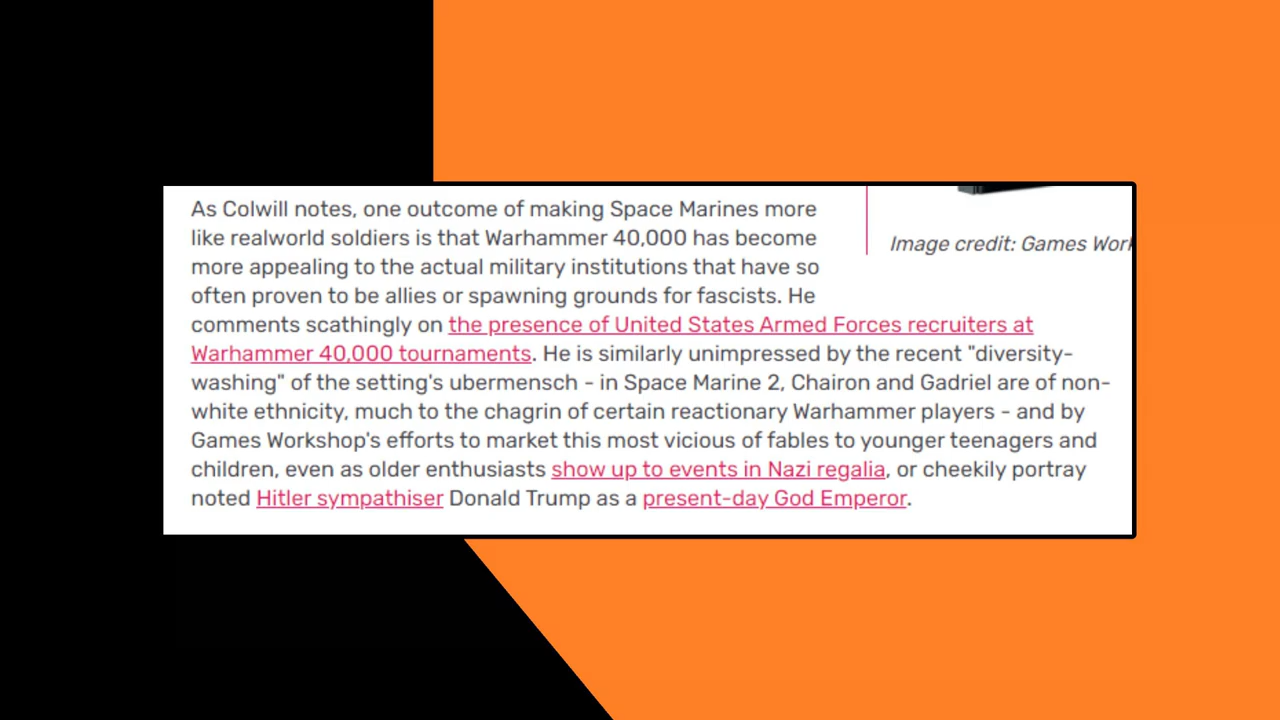 As Colwill notes, one outcome of making Space Marines more
like realworld soldiers is that Warhammer 40,000 has become
more appealing to the actual military institutions that have so
often proven to be allies or spawning grounds for fascists. He
comments scathingly on the presence of United States Armed Forces recruiters at
Warhammer 40,000 tournaments. He is similarly unimpressed by the recent "diversity-
washing" of the setting's ubermensch - in Space Marine 2, Chairon and Gadriel are of non-
white ethnicity, much to the chagrin of certain reactionary Warhammer players - and by
Games Workshop's efforts to market this most vicious of fables to younger teenagers and
children, even as older enthusiasts show up to events in Nazi regalia, or cheekily portray
noted Hitler sympathiser Donald Trump as a present-day God Emperor.
Image credit: Games Work